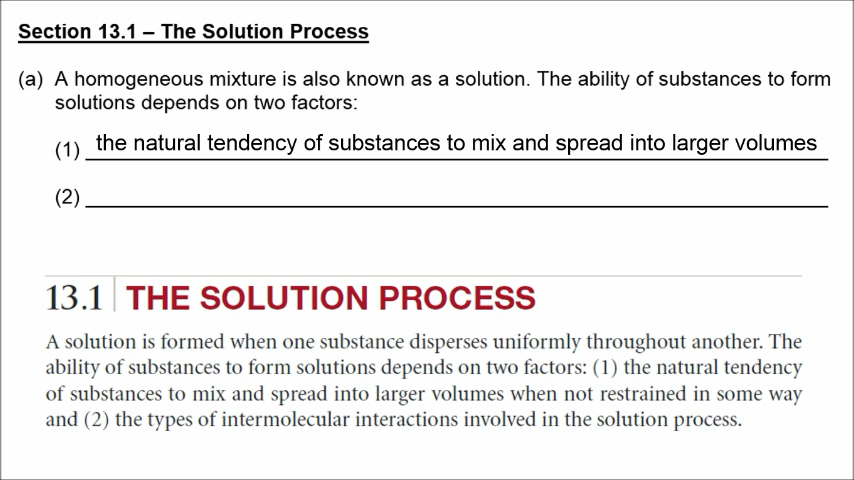 Section 13.1 – The Solution Process
(a) A homogeneous mixture is also known as a solution. The ability of substances to form
solutions depends on two factors:
(1) the natural tendency of substances to mix and spread into larger volumes
(2)
13.1 THE SOLUTION PROCESS
A solution is formed when one substance disperses uniformly throughout another. The
ability of substances to form solutions depends on two factors: (1) the natural tendency
of substances to mix and spread into larger volumes when not restrained in some way
and (2) the types of intermolecular interactions involved in the solution process.